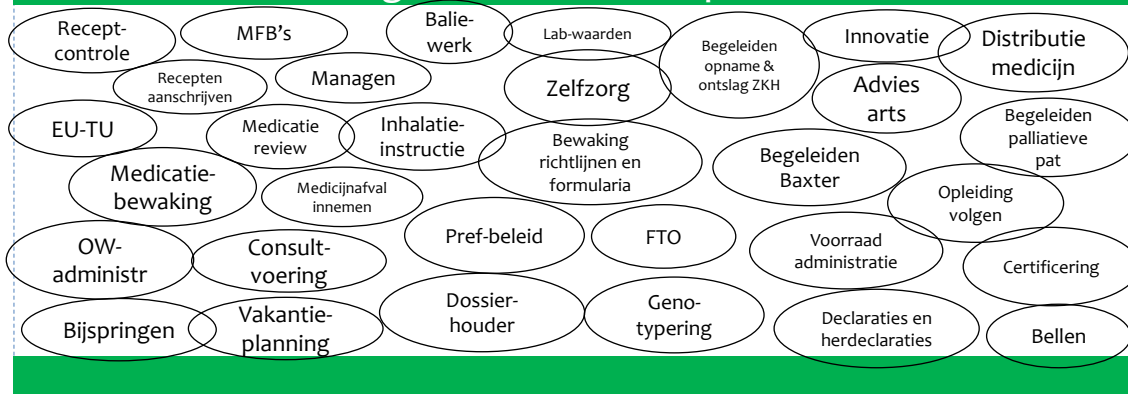 Recept-
controle
MFB's
Balie-
werk
Lab-waarden
Begeleiden
opname &
ontslag ZKH
Innovatie
Distributie
medicijn
Recepten
aanschrijven
Managen
Zelfzorg
Advies
arts
EU-TU
Medicatie
review
Inhalatie-
instructie
Bewaking
richtlijnen en
formularia
Begeleiden
Baxter
Begeleiden
palliatieve
pat
Medicatie-
bewaking
Medicijnafval
innemen
Opleiding
volgen
OW-
administr
Consult-
voering
Pref-beleid
FTO
Voorraad
administratie
Certificering
Bijspringen
Vakantie-
planning
Dossier-
houder
Geno-
typering
Declaraties en
herdeclaraties
Bellen